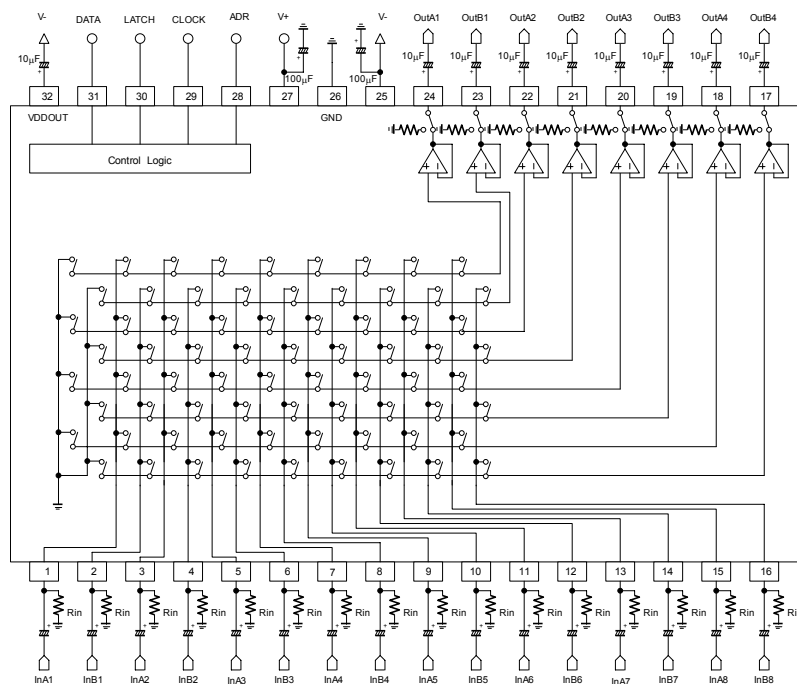 V- DATA LATCH CLOCK ADR V+ V- OutA1 OutB1 OutA2 OutB2 OutA3 OutB3 OutA4 OutB4
10µF 100µF 100µF 10µF 10µF 10µF 10µF 10µF 10µF 10µF 10µF
32 31 30 29 28 27 26 25 24 23 22 21 20 19 18 17
VDDOUT GND
Control Logic
1 2 3 4 5 6 7 8 9 10 11 12 13 14 15 16
Rin Rin Rin Rin Rin Rin Rin Rin Rin Rin Rin Rin Rin Rin Rin Rin
InA1 InB1 InA2 InB2 InA3 InB3 InA4 InB4 InA5 InB5 InA6 InB6 InA7 InB7 InA8 InB8